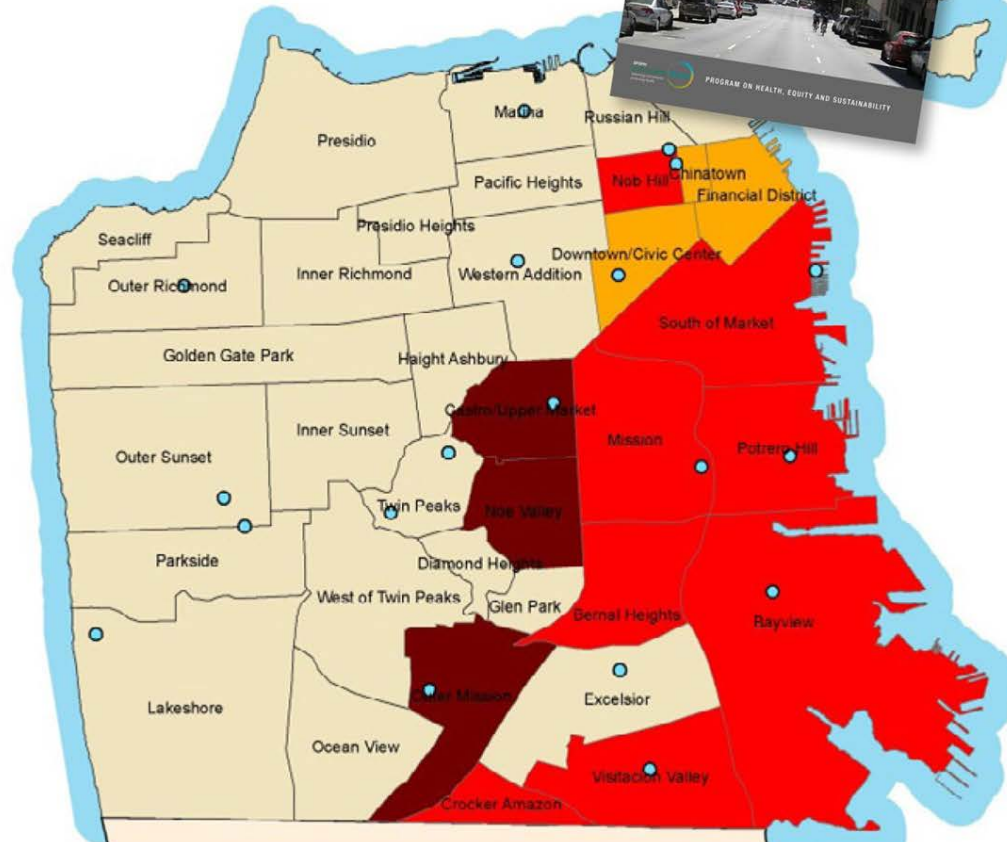 PROGRAM ON HEALTH, EQUITY AND SUSTAINABILITY
Marina
Russian Hill
Presidio
Nob Hill
Chinatown
Pacific Heights
Financial District
Presidio Heights
Seacliff
Downtown/Civic Center
Inner Richmond
Western Addition
Outer Richmond
South of Market
Golden Gate Park
Haight Ashbury
Castro/Upper Market
Inner Sunset
Mission
Potrero Hill
Outer Sunset
Twin Peaks
Noe Valley
Parkside
Diamond Heights
West of Twin Peaks
Glen Park
Bernal Heights
Bayview
Outer Mission
Excelsior
Lakeshore
Ocean View
Visitacion Valley
Crocker Amazon